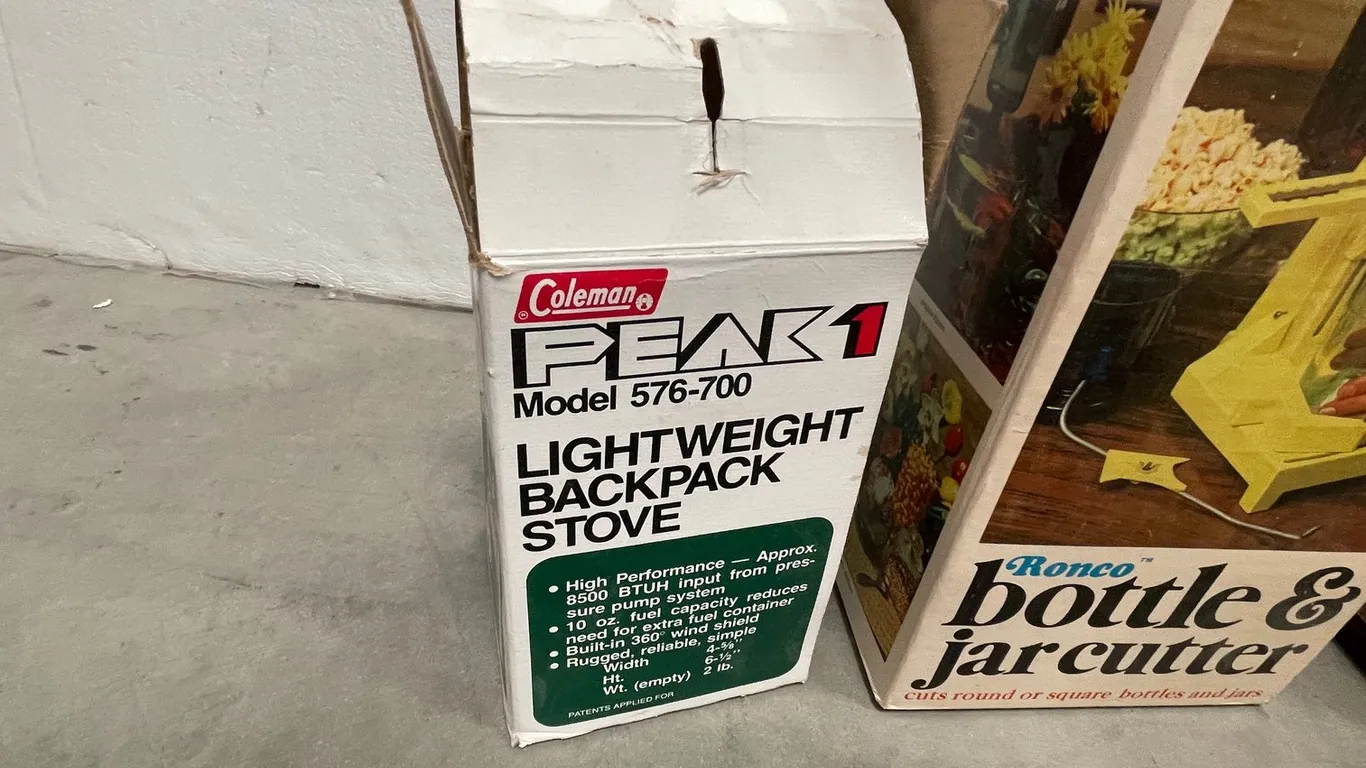 Coleman
PEAK 1
Model 576-700
LIGHTWEIGHT
BACKPACK
STOVE
• High Performance — Approx.
8500 BTUH input from pres-
sure pump system
• 10 oz. fuel capacity reduces
need for extra fuel container
• Built-in 360° wind shield
• Rugged, reliable, simple
Width 4-5/8"
Ht. 6-1/2"
Wt. (empty) 2 lb.
PATENTS APPLIED FOR
Ronco™
bottle &
jar cutter
cuts round or square bottles and jars